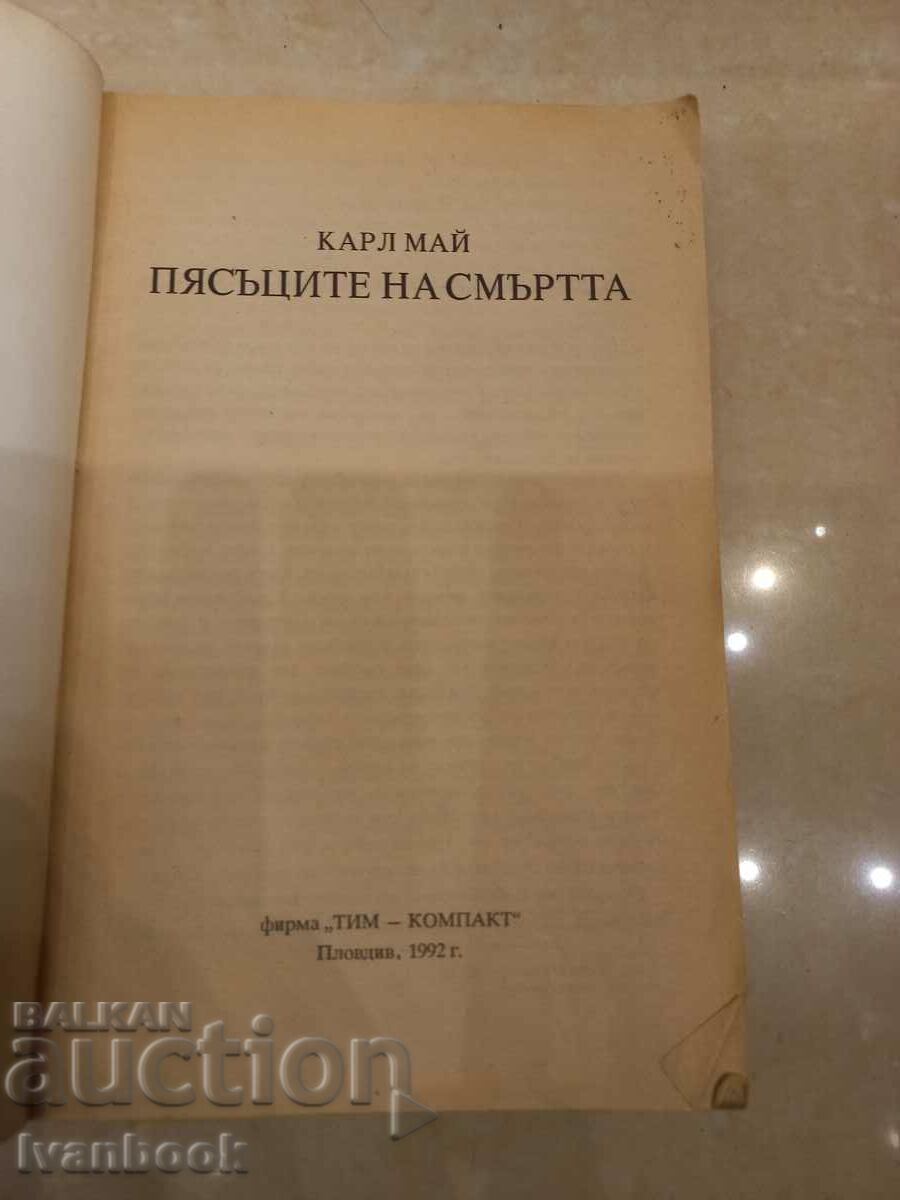 КАРЛ МАЙ
ПЯСЪЦИТЕ НА СМЪРТТА
фирма „ТИМ – КОМПАКТ“
Пловдив, 1992 г.
BALKAN
auction
Ivanbook